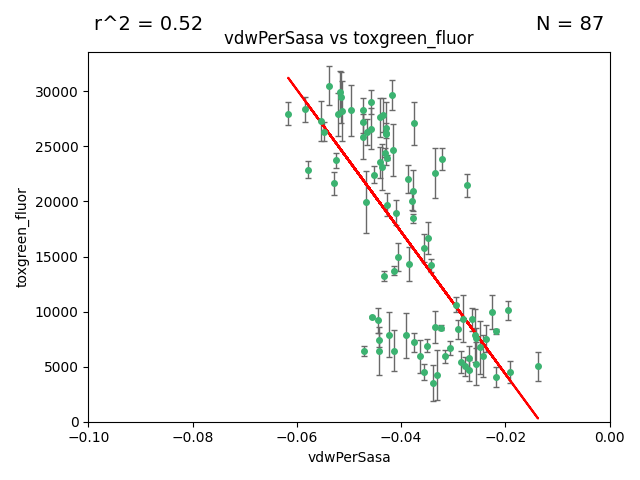 r^2 = 0.52
N = 87
vdwPerSasa vs toxgreen_fluor
30000
25000
20000
15000
10000
5000
0
toxgreen_fluor
−0.10
−0.08
−0.06
−0.04
−0.02
0.00
vdwPerSasa